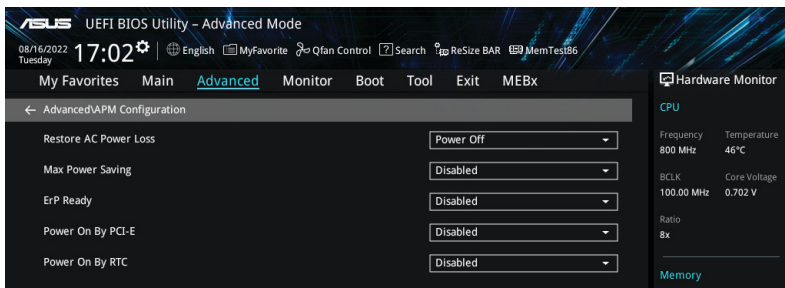 ASUS UEFI BIOS Utility – Advanced Mode
08/16/2022 Tuesday 17:02 English MyFavorite Qfan Control ? Search ReSize BAR MemTest86
My Favorites Main Advanced Monitor Boot Tool Exit MEBx
← Advanced\APM Configuration
Restore AC Power Loss Power Off
Max Power Saving Disabled
ErP Ready Disabled
Power On By PCI-E Disabled
Power On By RTC Disabled
Hardware Monitor
CPU
Frequency Temperature
800 MHz 46°C
BCLK Core Voltage
100.00 MHz 0.702 V
Ratio
8x
Memory